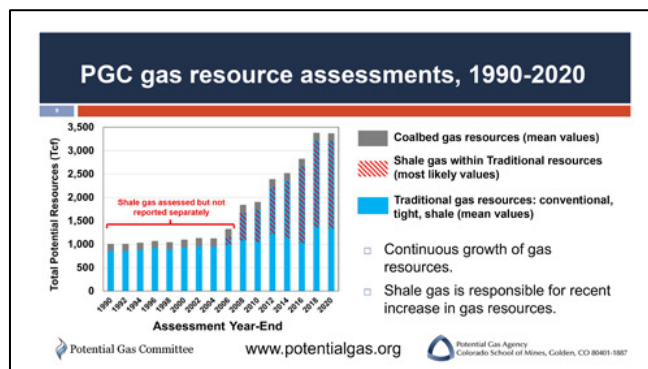 PGC gas resource assessments, 1990-2020
9
Total Potential Resources (Tcf)
3,500
3,000
2,500
2,000
1,500
1,000
500
0
Shale gas assessed but not
reported separately
1990
1992
1994
1996
1998
2000
2002
2004
2006
2008
2010
2012
2014
2016
2018
2020
Assessment Year-End
Coalbed gas resources (mean values)
Shale gas within Traditional resources
(most likely values)
Traditional gas resources: conventional,
tight, shale (mean values)
Continuous growth of gas
resources.
Shale gas is responsible for recent
increase in gas resources.
Potential Gas Committee
www.potentialgas.org
Potential Gas Agency
Colorado School of Mines, Golden, CO 80401-1887